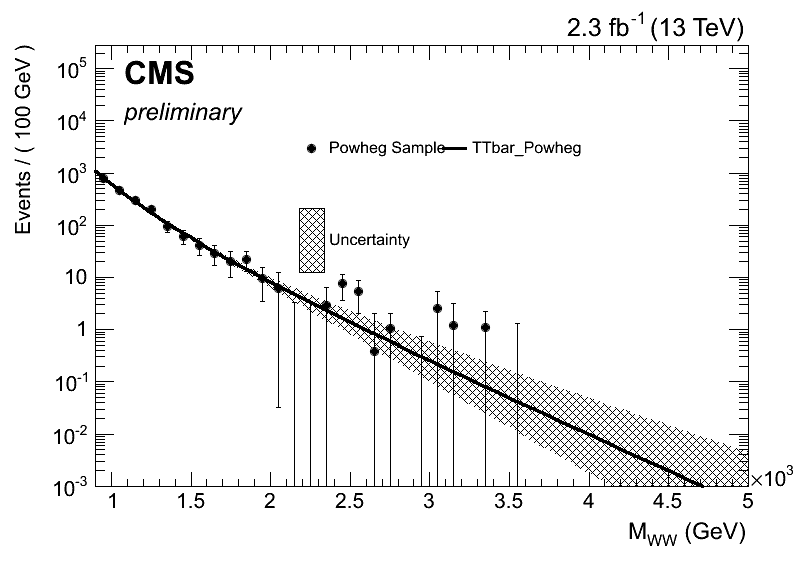 2.3 fb⁻¹ (13 TeV)
CMS
preliminary
Powheg Sample TTbar_Powheg
Uncertainty
Events / ( 100 GeV )
10⁵
10⁴
10³
10²
10
1
10⁻¹
10⁻²
10⁻³
1 1.5 2 2.5 3 3.5 4 4.5 5
×10³
M_WW (GeV)